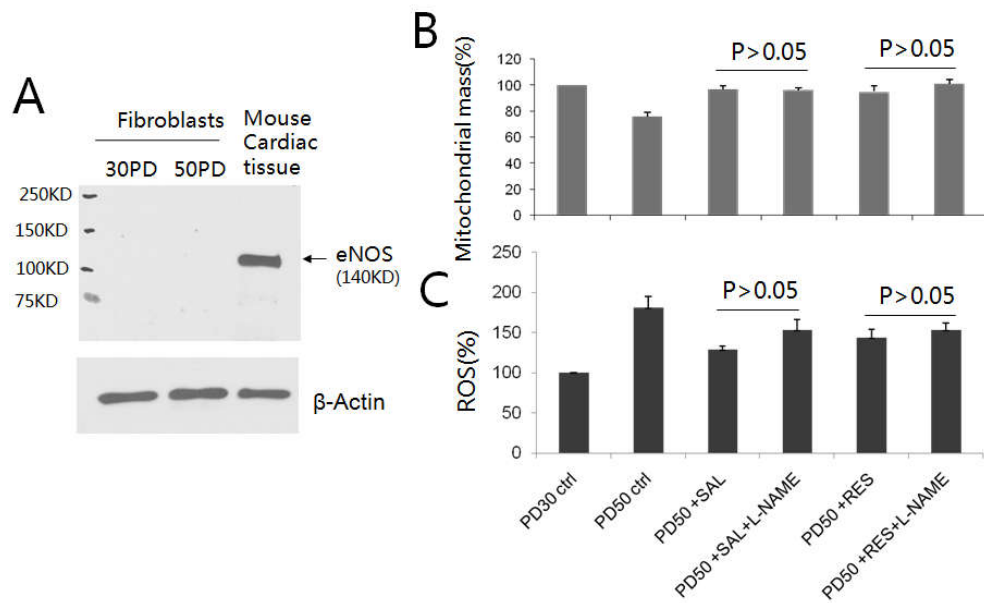 A
Fibroblasts
Mouse
Cardiac
tissue
30PD 50PD
250KD
150KD
100KD
75KD
eNOS
(140KD)
β-Actin
B
Mitochondrial mass(%)
120
100
80
60
40
20
0
P>0.05
P>0.05
C
ROS(%)
250
200
150
100
50
0
P>0.05
P>0.05
PD30 ctrl
PD50 ctrl
PD50 +SAL
PD50 +SAL+L-NAME
PD50 +RES
PD50 +RES+L-NAME